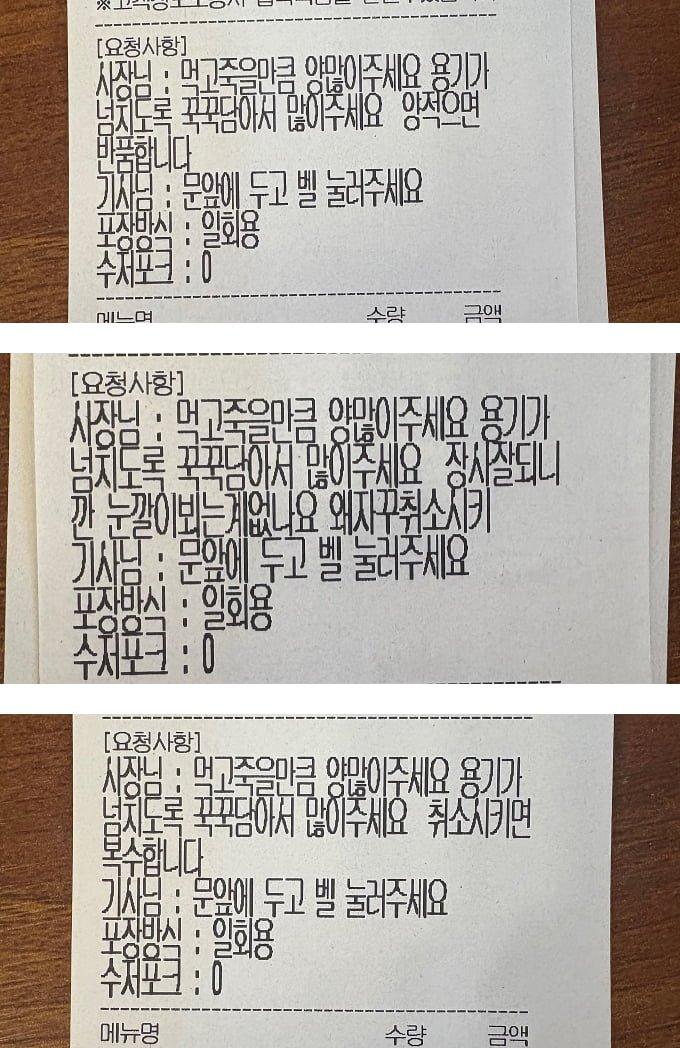 [요청사항]
사장님 : 먹고죽을만큼 양많이주세요 용기가
넘치도록 꾹꾹담아서 많이주세요 양적으면
반품합니다
기사님 : 문앞에 두고 벨 눌러주세요
포장방식 : 일회용
수저포크 : 0
메뉴명 수량 금액
[요청사항]
사장님 : 먹고죽을만큼 양많이주세요 용기가
넘치도록 꾹꾹담아서 많이주세요 장사잘되니
깐 눈깔이뵈는게없나요 왜자꾸취소시키
기사님 : 문앞에 두고 벨 눌러주세요
포장방식 : 일회용
수저포크 : 0
[요청사항]
사장님 : 먹고죽을만큼 양많이주세요 용기가
넘치도록 꾹꾹담아서 많이주세요 취소시키면
복수합니다
기사님 : 문앞에 두고 벨 눌러주세요
포장방식 : 일회용
수저포크 : 0
메뉴명 수량 금액